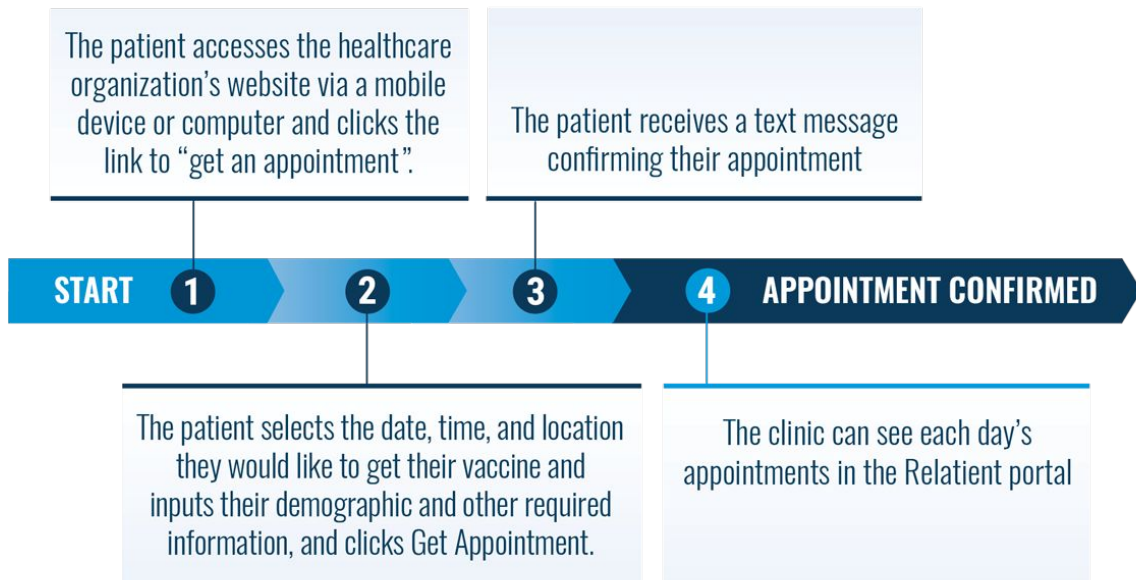 The patient accesses the healthcare
organization's website via a mobile
device or computer and clicks the
link to “get an appointment”.
The patient receives a text message
confirming their appointment
START 1 2 3 4 APPOINTMENT CONFIRMED
The patient selects the date, time, and location
they would like to get their vaccine and
inputs their demographic and other required
information, and clicks Get Appointment.
The clinic can see each day's
appointments in the Relatient portal